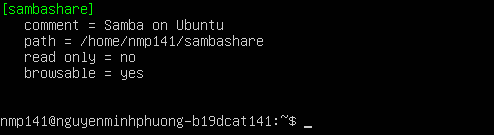 [sambashare]
comment = Samba on Ubuntu
path = /home/nmp141/sambashare
read only = no
browsable = yes
nmp141@nguyenminhphuong-b19dcat141:~$ _